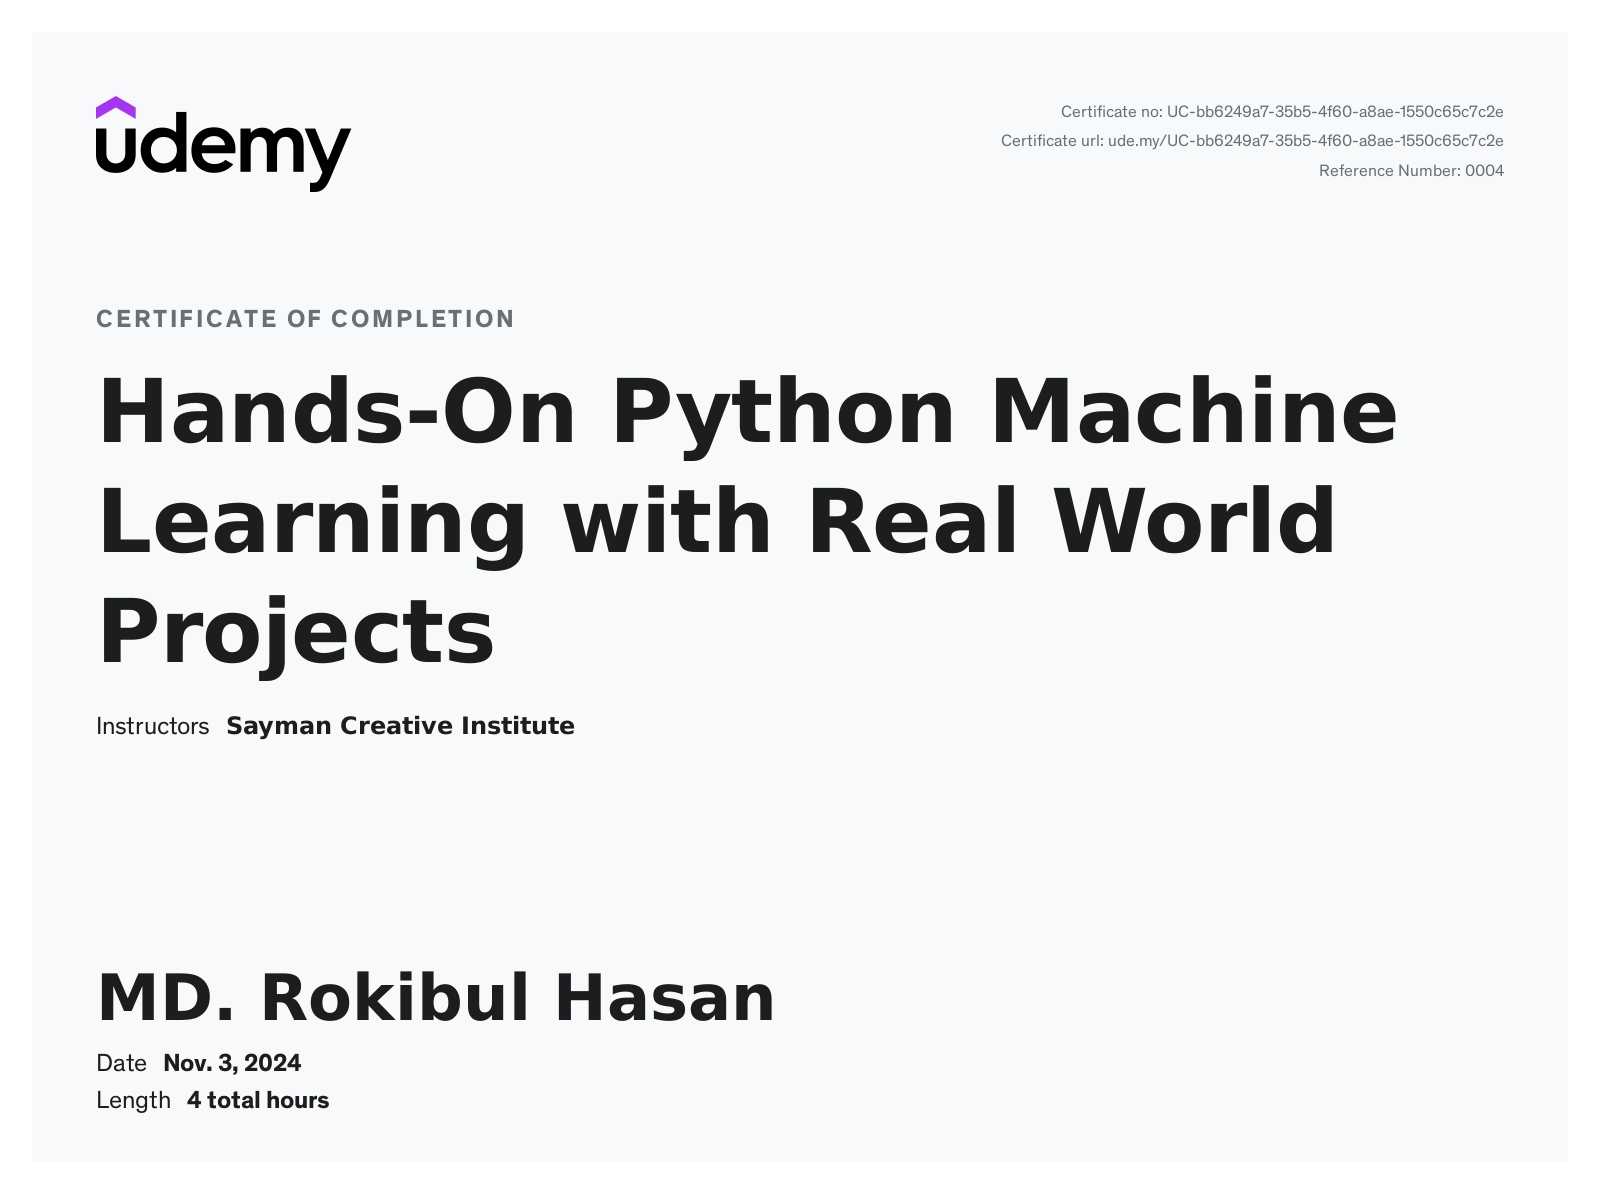 udemy
Certificate no: UC-bb6249a7-35b5-4f60-a8ae-1550c65c7c2e
Certificate url: ude.my/UC-bb6249a7-35b5-4f60-a8ae-1550c65c7c2e
Reference Number: 0004
CERTIFICATE OF COMPLETION
Hands-On Python Machine
Learning with Real World
Projects
Instructors Sayman Creative Institute
MD. Rokibul Hasan
Date Nov. 3, 2024
Length 4 total hours